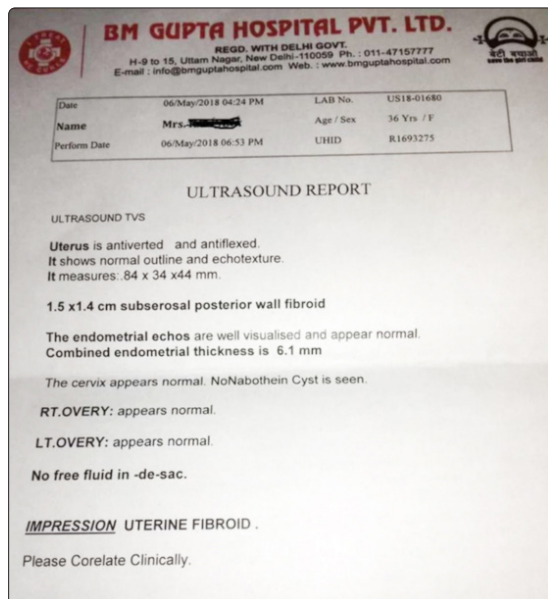 BM GUPTA HOSPITAL PVT. LTD.
REGD. WITH DELHI GOVT.
H-9 to 15, Uttam Nagar, New Delhi-110059 Ph. : 011-47157777
E-mail : info@bmguptahospital.com Web. : www.bmguptahospital.com
बेटी बचाओ
save the girl child
Date 06/May/2018 04:24 PM LAB No. US18-01680
Name Mrs. Age / Sex 36 Yrs / F
Perform Date 06/May/2018 06:53 PM UHID R1693275
ULTRASOUND REPORT
ULTRASOUND TVS
Uterus is antiverted and antiflexed.
It shows normal outline and echotexture.
It measures:.84 x 34 x44 mm.
1.5 x1.4 cm subserosal posterior wall fibroid
The endometrial echos are well visualised and appear normal.
Combined endometrial thickness is 6.1 mm
The cervix appears normal. NoNabothein Cyst is seen.
RT.OVERY: appears normal.
LT.OVERY: appears normal.
No free fluid in -de-sac.
IMPRESSION UTERINE FIBROID .
Please Corelate Clinically.